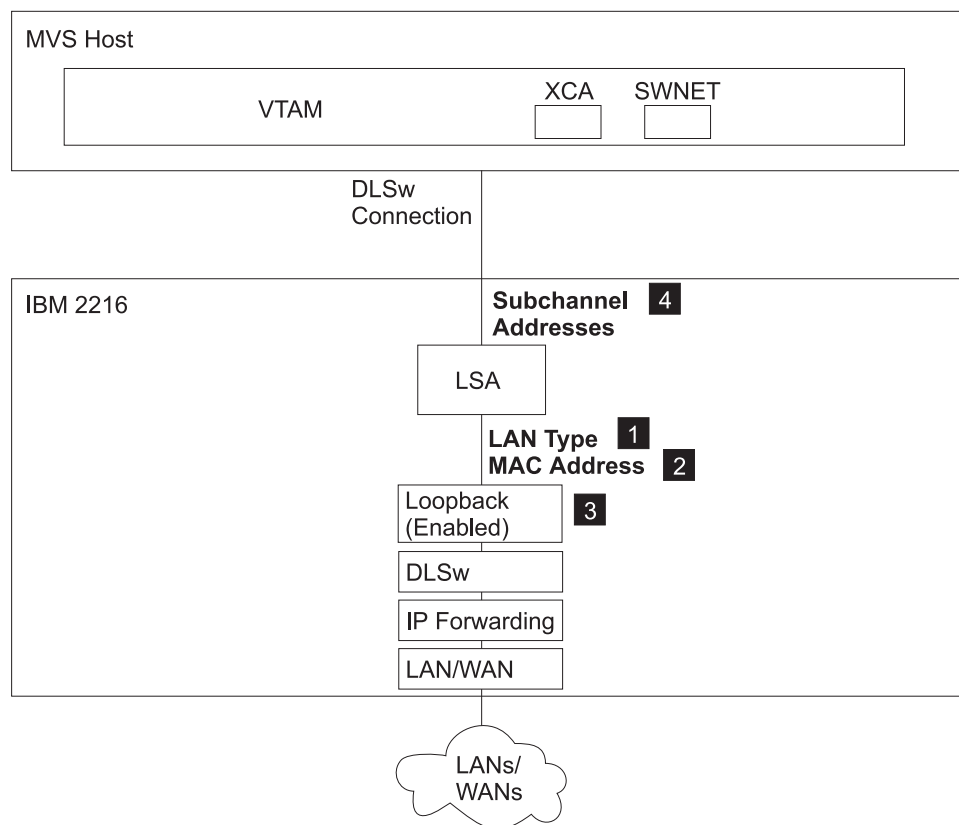 MVS Host
VTAM
XCA
SWNET
DLSw
Connection
IBM 2216
Subchannel 4
Addresses
LSA
LAN Type 1
MAC Address 2
Loopback
(Enabled)
3
DLSw
IP Forwarding
LAN/WAN
LANs/
WANs